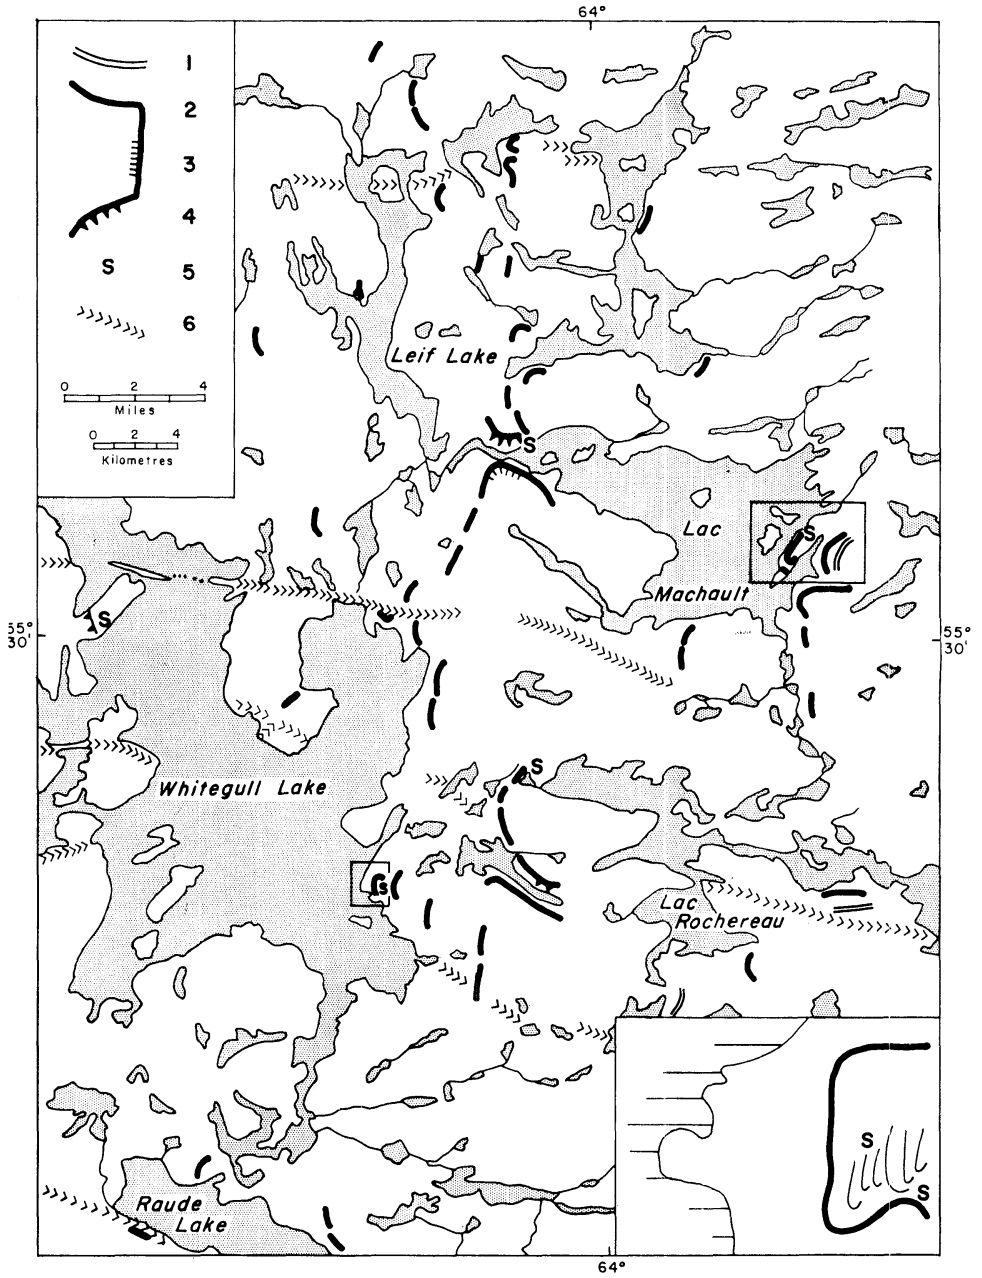 64°
1
2
3
4
S 5
6
0 2 4
Miles
0 2 4
Kilometres
Leif Lake
S
Lac
S
Machault
S
55°
30'
55°
30'
S
Whitegull Lake
S
Lac
Rochereau
S
S
Raude
Lake
64°